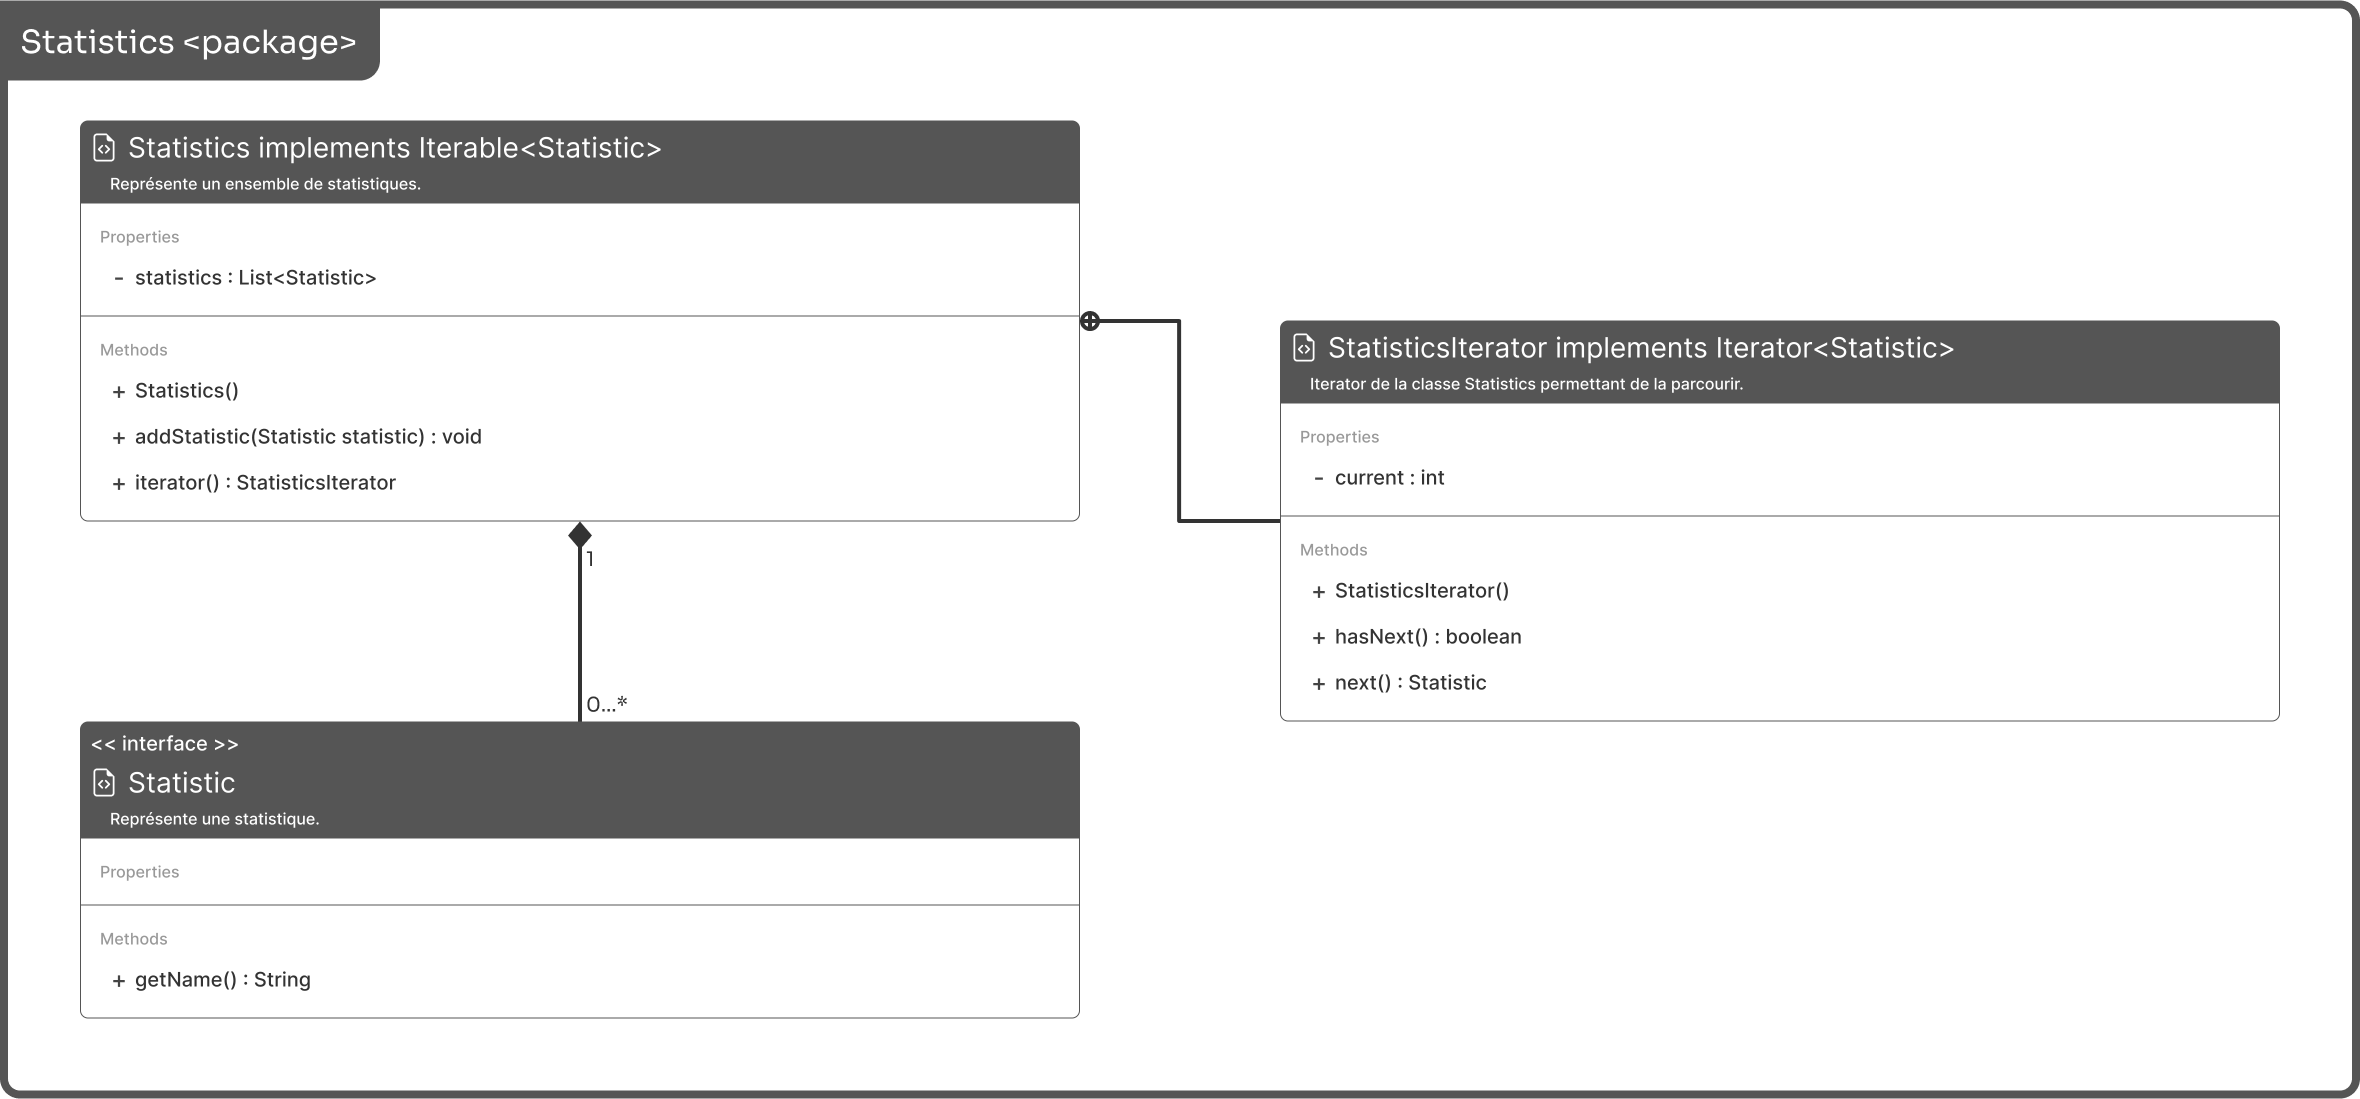 Statistics <package>
Statistics implements Iterable<Statistic>
Représente un ensemble de statistiques.
Properties
- statistics : List<Statistic>
Methods
+ Statistics()
+ addStatistic(Statistic statistic) : void
+ iterator() : StatisticsIterator
1
0...*
<< interface >>
Statistic
Représente une statistique.
Properties
Methods
+ getName() : String
StatisticsIterator implements Iterator<Statistic>
Iterator de la classe Statistics permettant de la parcourir.
Properties
- current : int
Methods
+ StatisticsIterator()
+ hasNext() : boolean
+ next() : Statistic